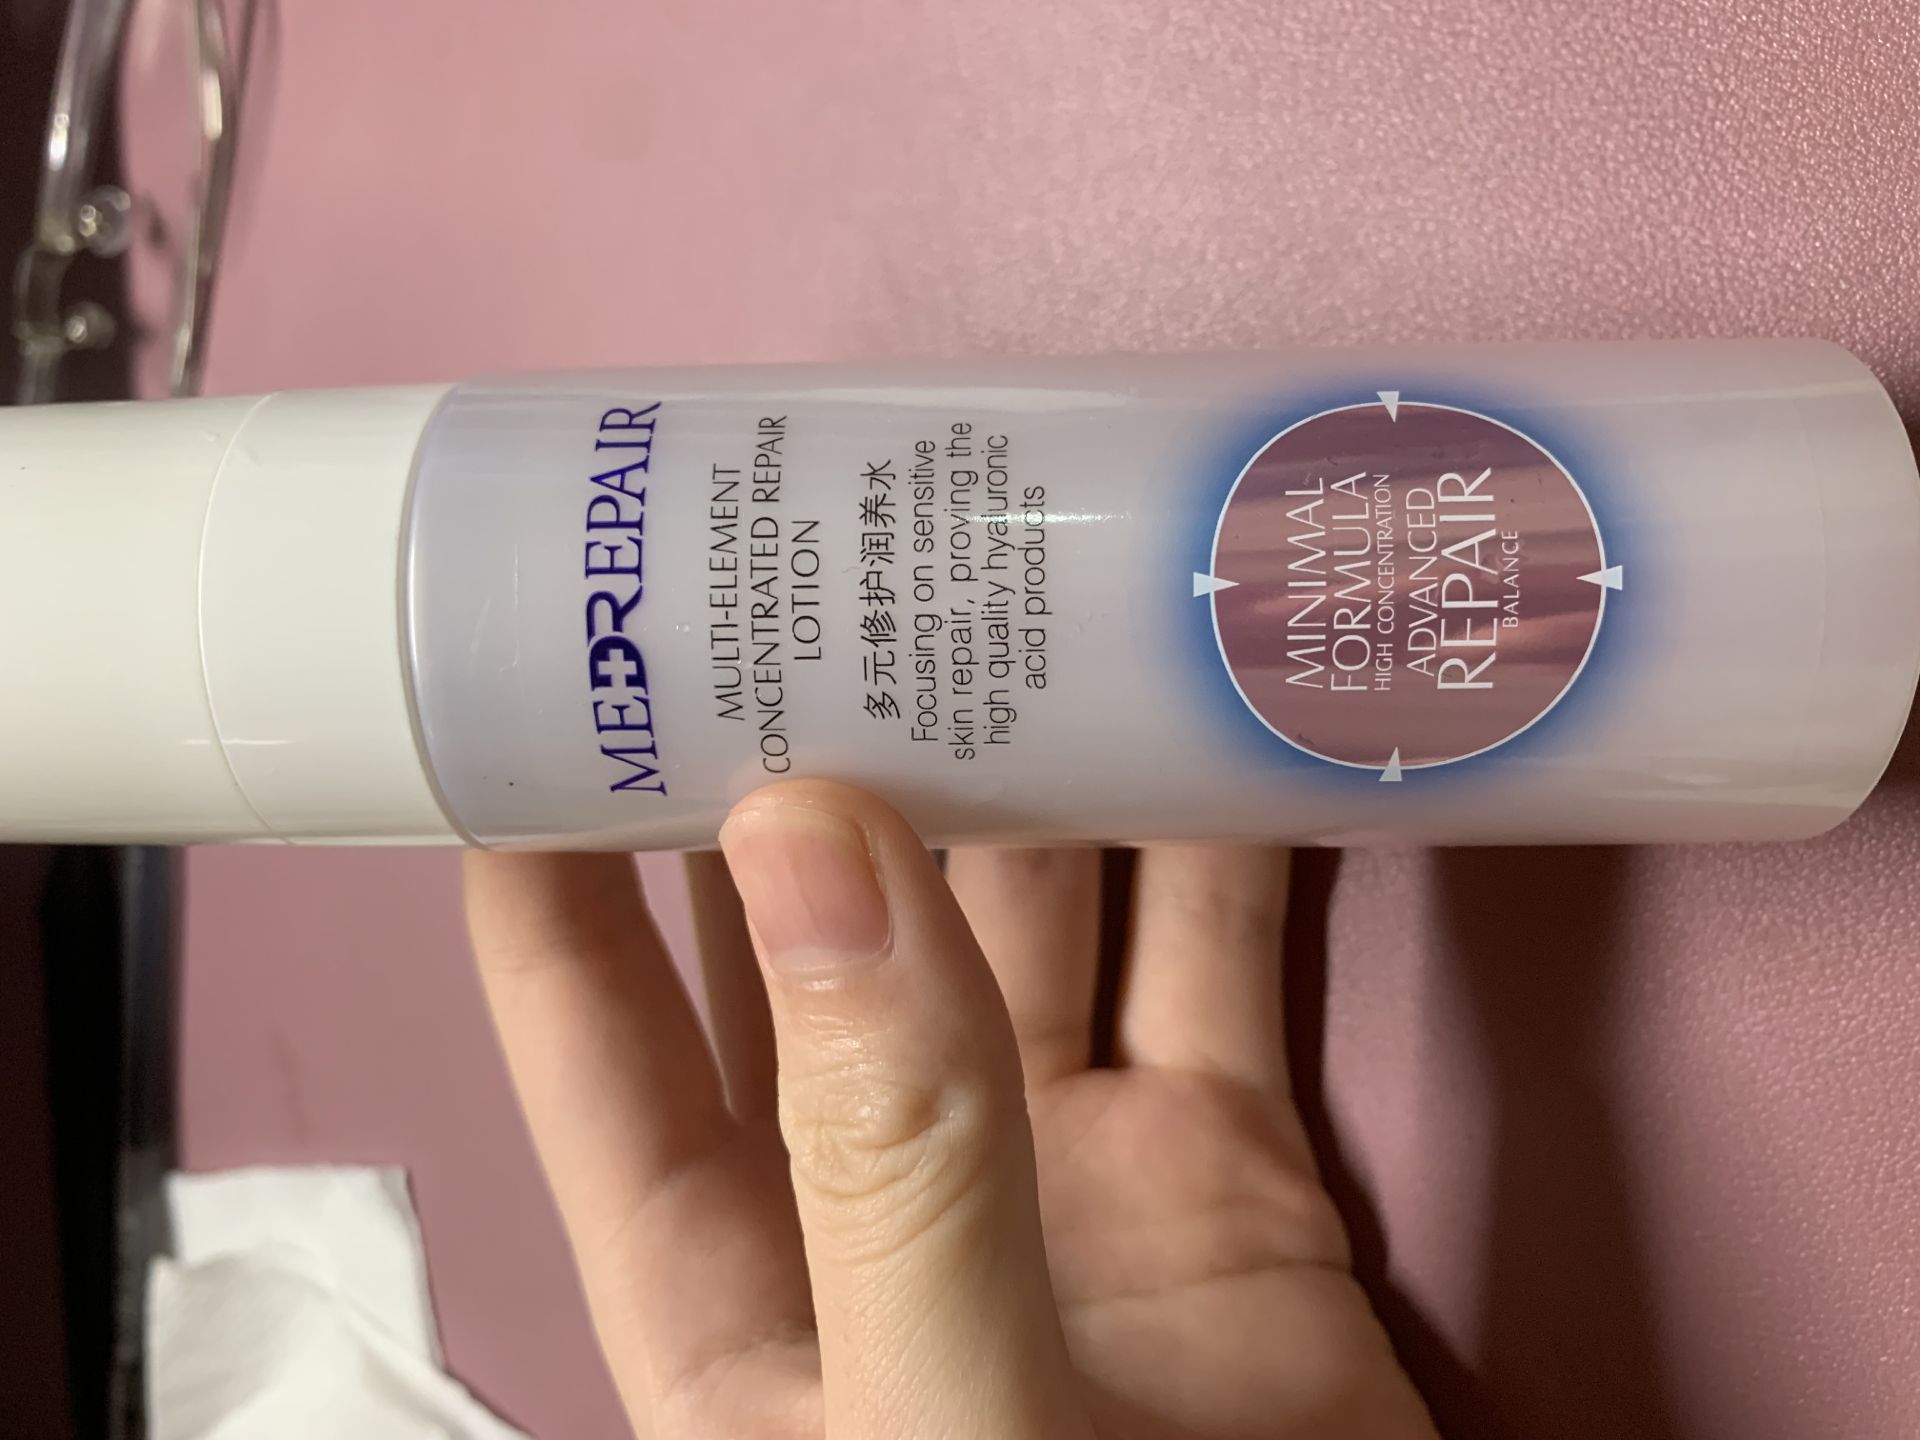 MEDREPAIR
MULTI-ELEMENT
CONCENTRATED REPAIR
LOTION
多元修护润养水
Focusing on sensitive
skin repair, proving the
high quality hyaluronic
acid products
MINIMAL
FORMULA
HIGH CONCENTRATION
ADVANCED
REPAIR
BALANCE